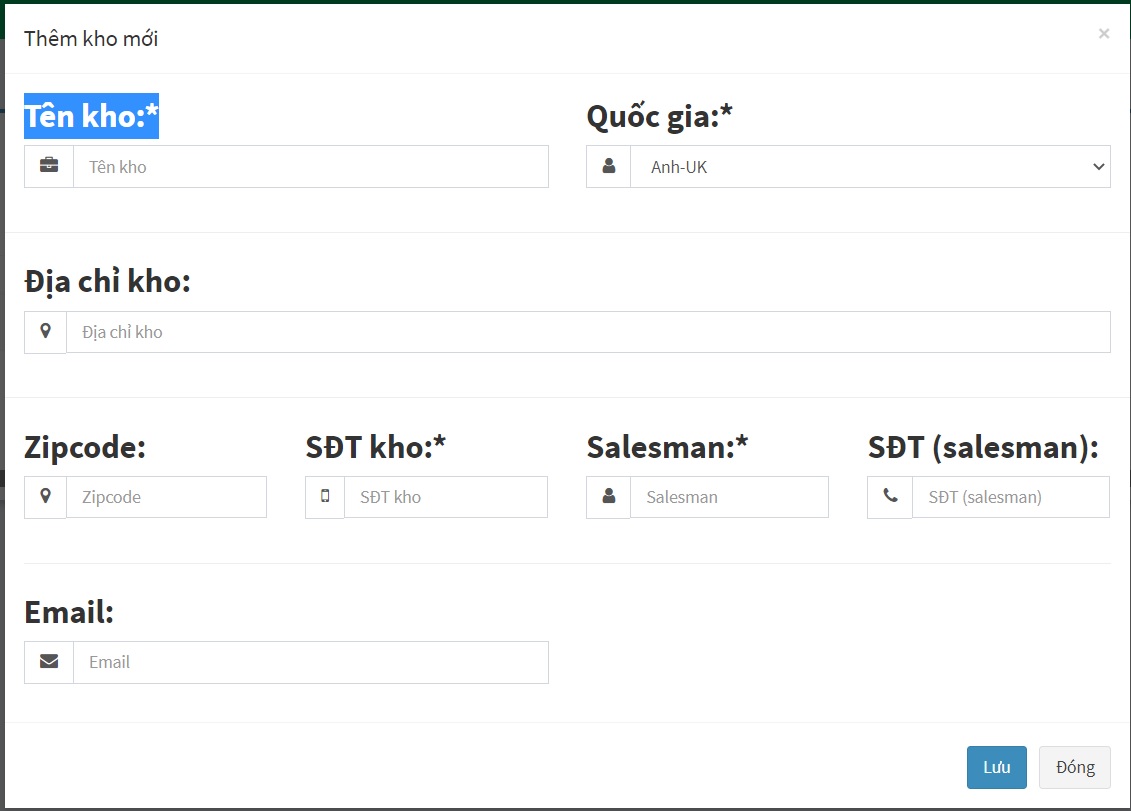 Thêm kho mới ×
Tên kho:* Quốc gia:*
Tên kho Anh-UK
Địa chỉ kho:
Địa chỉ kho
Zipcode: SĐT kho:* Salesman:* SĐT (salesman):
Zipcode SĐT kho Salesman SĐT (salesman)
Email:
Email
Lưu Đóng